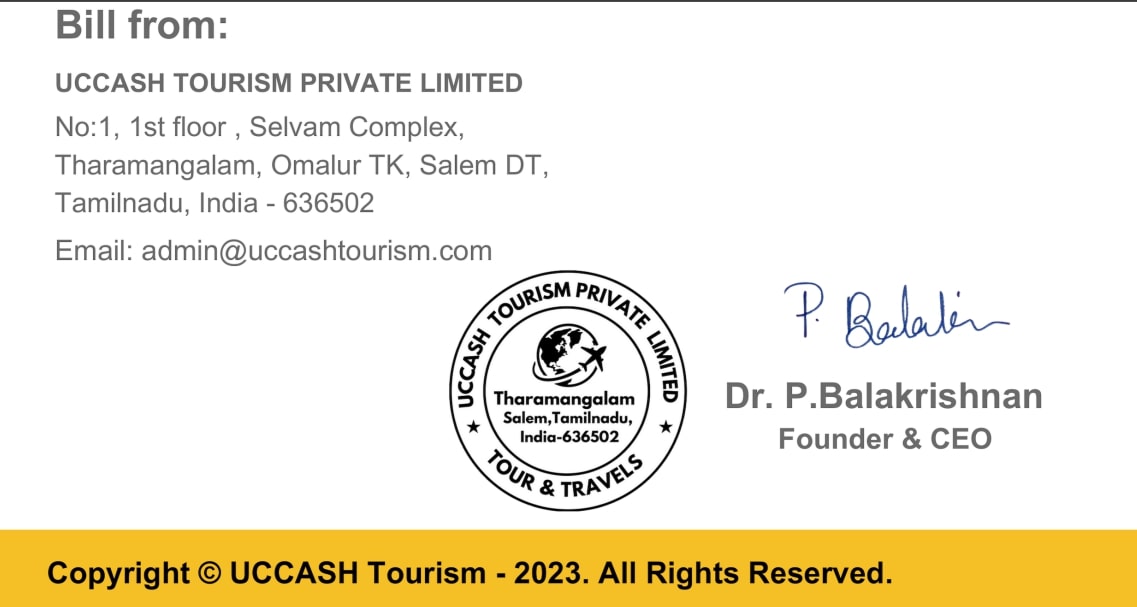 Bill from:
UCCASH TOURISM PRIVATE LIMITED
No:1, 1st floor , Selvam Complex,
Tharamangalam, Omalur TK, Salem DT,
Tamilnadu, India - 636502
Email: admin@uccashtourism.com
UCCASH TOURISM PRIVATE LIMITED
Tharamangalam
Salem,Tamilnadu,
India-636502
★ TOUR & TRAVELS ★
P. Balakin
Dr. P.Balakrishnan
Founder & CEO
Copyright © UCCASH Tourism - 2023. All Rights Reserved.